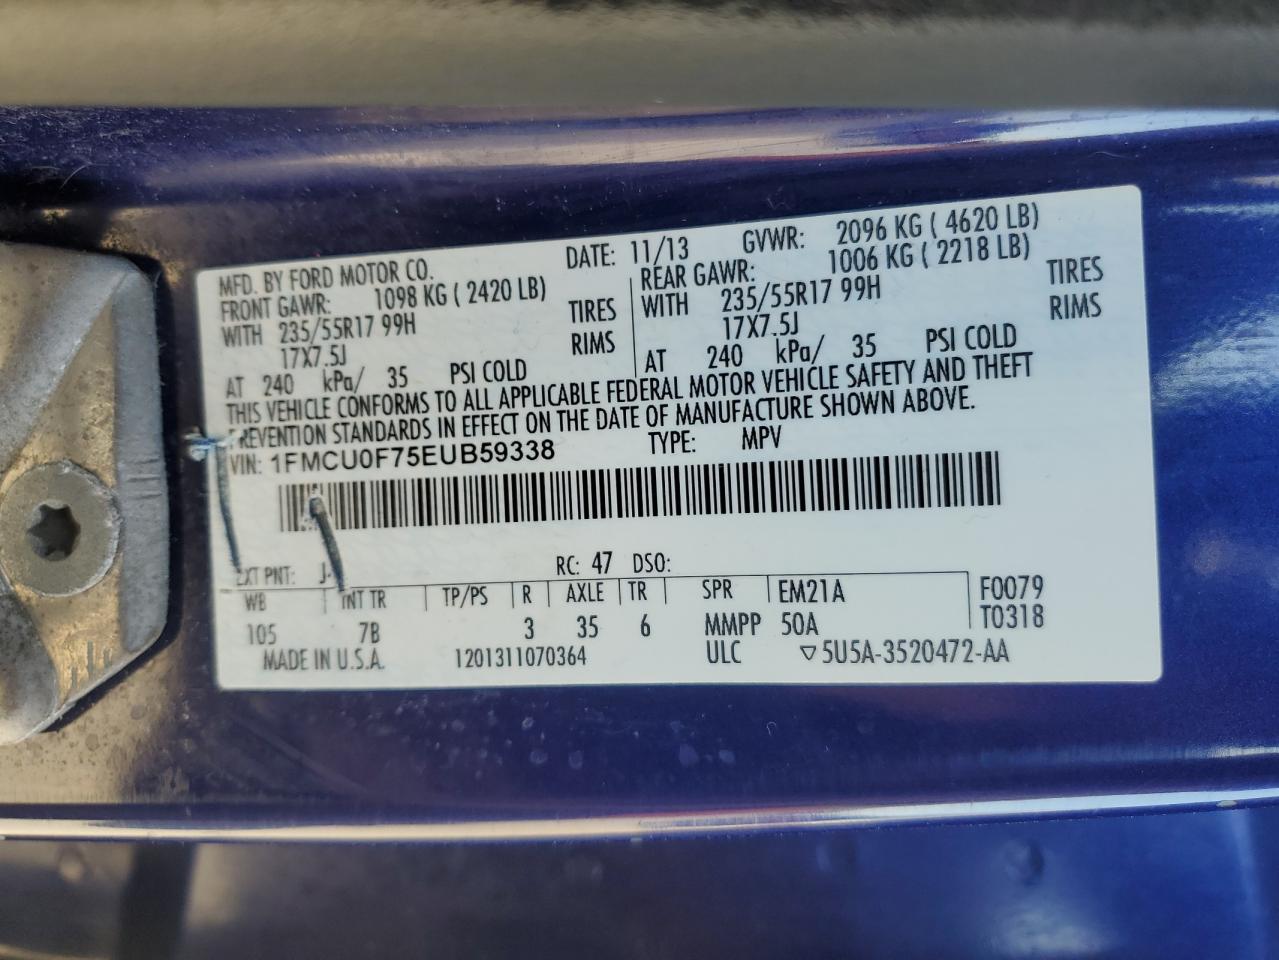 MFD. BY FORD MOTOR CO. DATE: 11/13 GVWR: 2096 KG ( 4620 LB)
FRONT GAWR: 1098 KG ( 2420 LB) REAR GAWR: 1006 KG ( 2218 LB)
WITH 235/55R17 99H TIRES WITH 235/55R17 99H TIRES
17X7.5J RIMS 17X7.5J RIMS
AT 240 kPa/ 35 PSI COLD AT 240 kPa/ 35 PSI COLD
THIS VEHICLE CONFORMS TO ALL APPLICABLE FEDERAL MOTOR VEHICLE SAFETY AND THEFT
PREVENTION STANDARDS IN EFFECT ON THE DATE OF MANUFACTURE SHOWN ABOVE.
VIN: 1FMCU0F75EUB59338 TYPE: MPV
EXT PNT: RC: 47 DSO:
WB INT TR TP/PS R AXLE TR SPR EM21A F0079
105 7B 3 35 6 MMPP 50A T0318
MADE IN U.S.A. 1201311070364 ULC ▽5U5A-3520472-AA